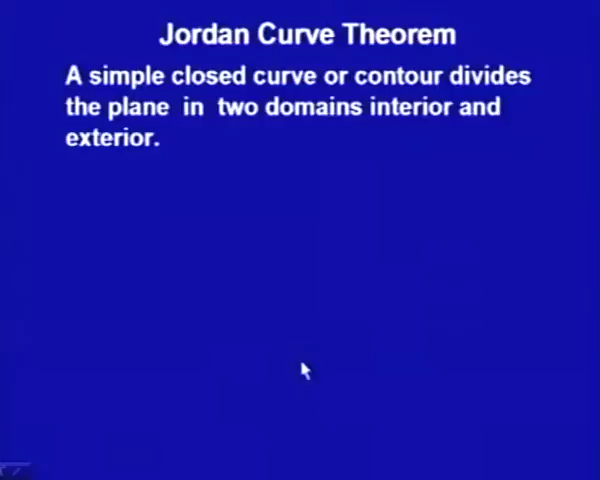 Jordan Curve Theorem
A simple closed curve or contour divides
the plane in two domains interior and
exterior.